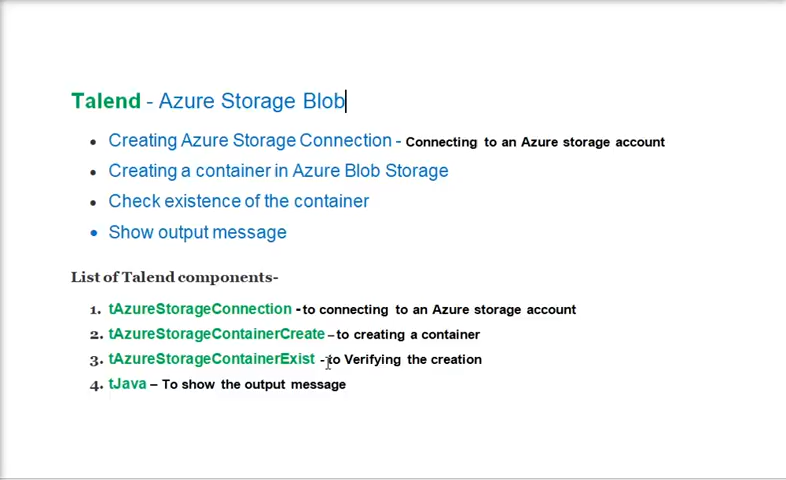 Talend - Azure Storage Blob
• Creating Azure Storage Connection - Connecting to an Azure storage account
• Creating a container in Azure Blob Storage
• Check existence of the container
• Show output message
List of Talend components-
1. tAzureStorageConnection -to connecting to an Azure storage account
2. tAzureStorageContainerCreate –to creating a container
3. tAzureStorageContainerExist -to Verifying the creation
4. tJava – To show the output message